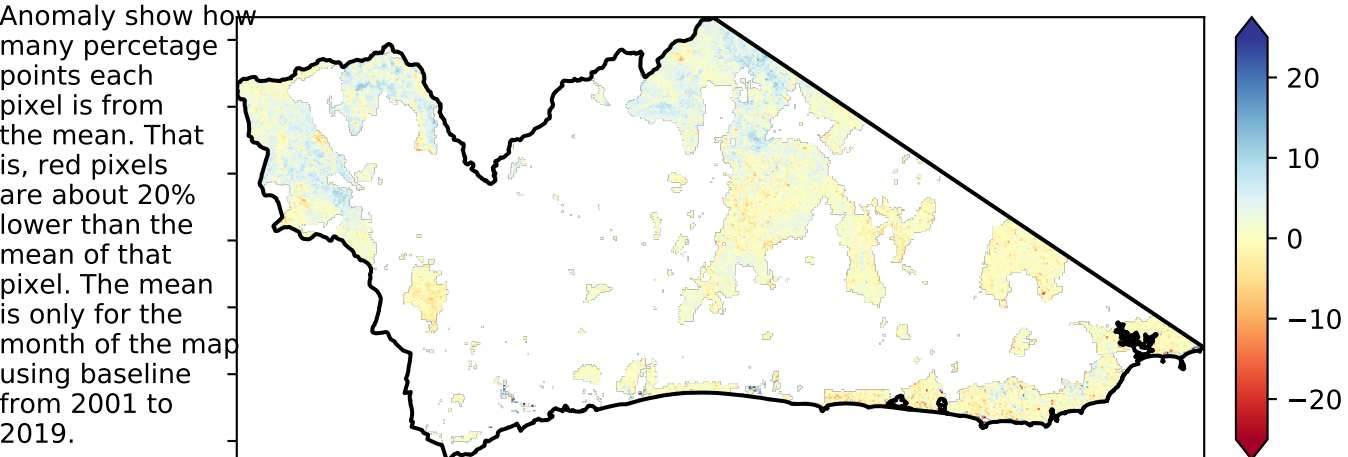 Anomaly show how
many percetage
points each
pixel is from
the mean. That
is, red pixels
are about 20%
lower than the
mean of that
pixel. The mean
is only for the
month of the map
using baseline
from 2001 to
2019.
20
10
0
−10
−20